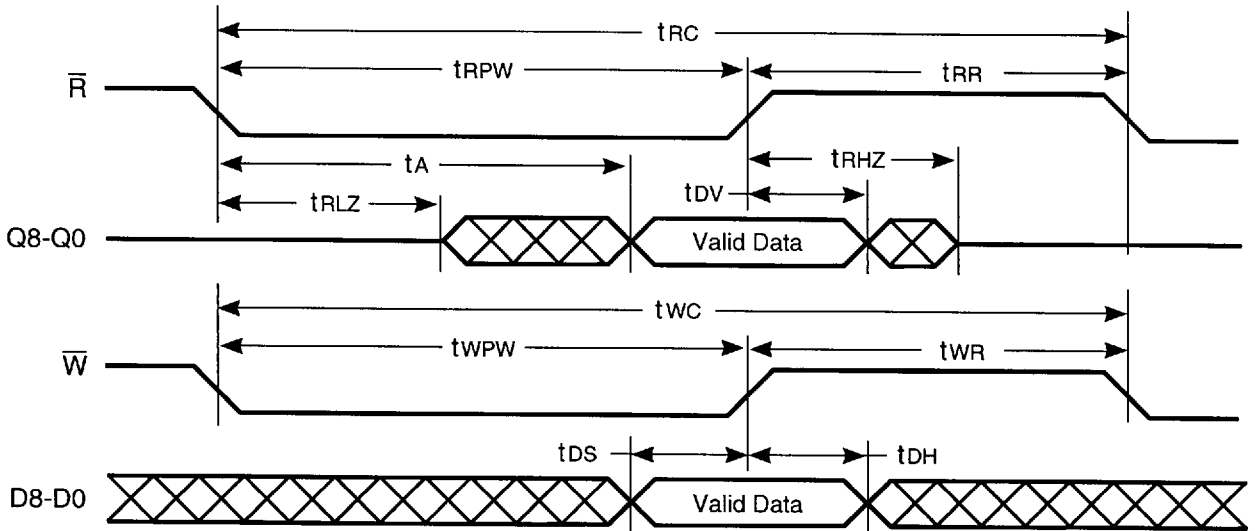 tRC
tRPW
tRR
R̅
tA
tRHZ
tDV
tRLZ
Q8-Q0
Valid Data
tWC
tWPW
tWR
W̅
tDS
tDH
D8-D0
Valid Data